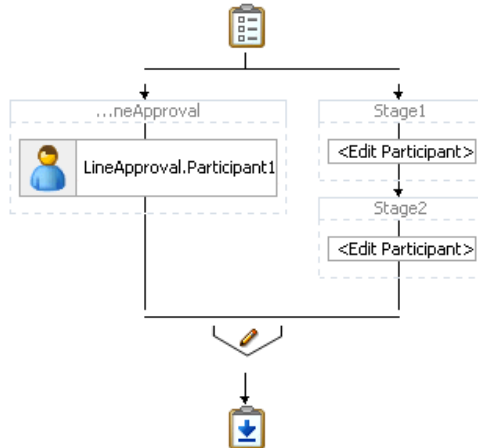 ...neApproval
LineApproval.Participant1
Stage1
<Edit Participant>
Stage2
<Edit Participant>